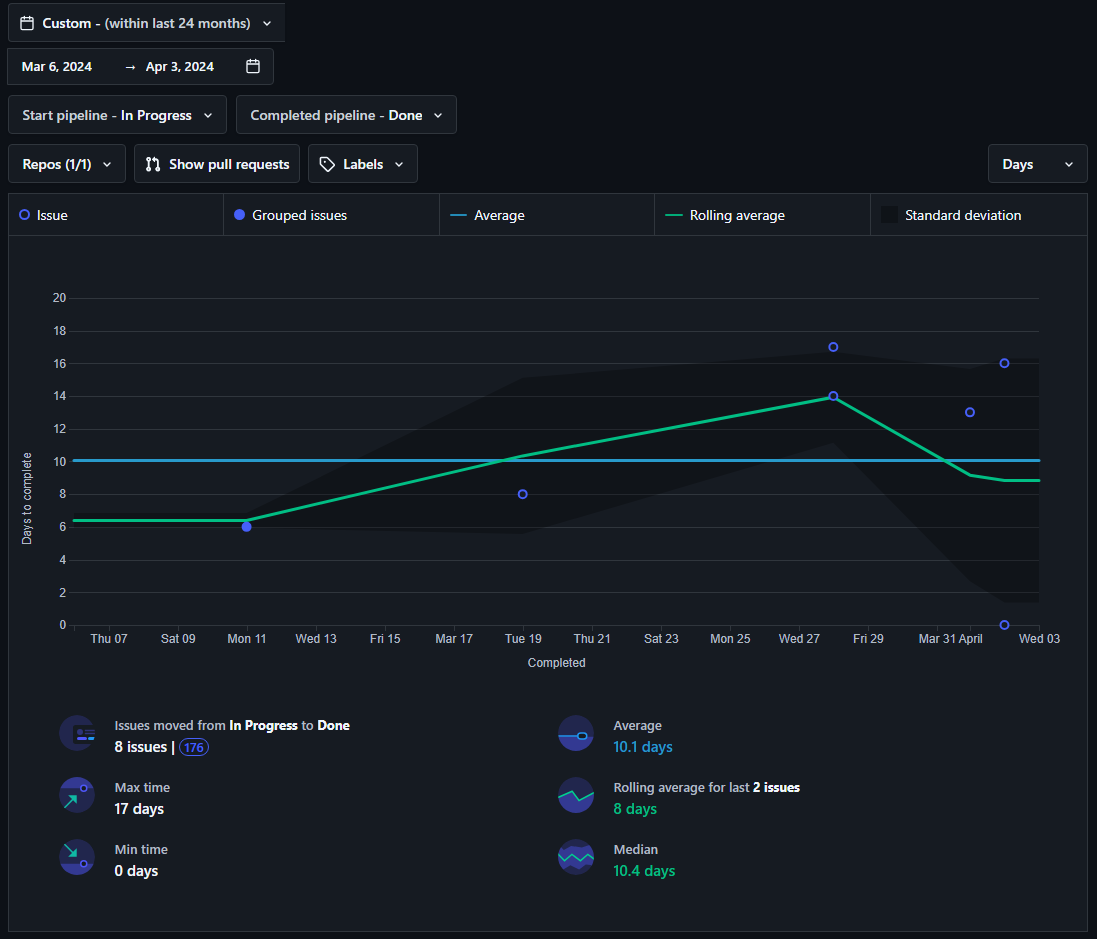 Custom - (within last 24 months)
Mar 6, 2024 → Apr 3, 2024
Start pipeline - In Progress
Completed pipeline - Done
Repos (1/1)
Show pull requests
Labels
Days
Issue
Grouped issues
Average
Rolling average
Standard deviation
20
18
16
14
12
10
8
6
4
2
0
Days to complete
Thu 07 Sat 09 Mon 11 Wed 13 Fri 15 Mar 17 Tue 19 Thu 21 Sat 23 Mon 25 Wed 27 Fri 29 Mar 31 April Wed 03
Completed
Issues moved from In Progress to Done
8 issues | 176
Max time
17 days
Min time
0 days
Average
10.1 days
Rolling average for last 2 issues
8 days
Median
10.4 days